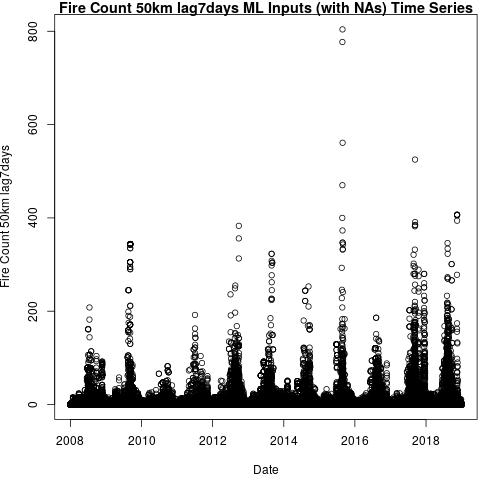 Fire Count 50km lag7days ML Inputs (with NAs) Time Series
Fire Count 50km lag7days
800
600
400
200
0
2008 2010 2012 2014 2016 2018
Date